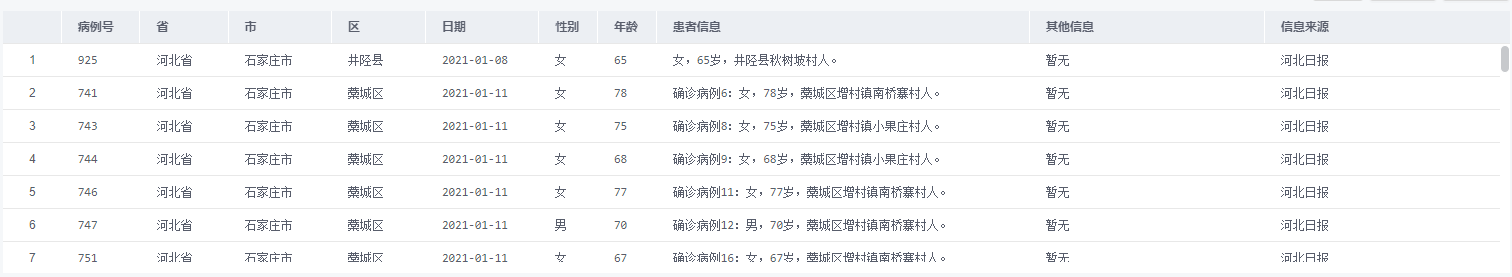 病例号 省 市 区 日期 性别 年龄 患者信息 其他信息 信息来源
1 925 河北省 石家庄市 井陉县 2021-01-08 女 65 女，65岁，井陉县秋树坡村人。 暂无 河北日报
2 741 河北省 石家庄市 藁城区 2021-01-11 女 78 确诊病例6：女，78岁，藁城区增村镇南桥寨村人。 暂无 河北日报
3 743 河北省 石家庄市 藁城区 2021-01-11 女 75 确诊病例8：女，75岁，藁城区增村镇小果庄村人。 暂无 河北日报
4 744 河北省 石家庄市 藁城区 2021-01-11 女 68 确诊病例9：女，68岁，藁城区增村镇小果庄村人。 暂无 河北日报
5 746 河北省 石家庄市 藁城区 2021-01-11 女 77 确诊病例11：女，77岁，藁城区增村镇南桥寨村人。 暂无 河北日报
6 747 河北省 石家庄市 藁城区 2021-01-11 男 70 确诊病例12：男，70岁，藁城区增村镇南桥寨村人。 暂无 河北日报
7 751 河北省 石家庄市 藁城区 2021-01-11 女 67 确诊病例16：女，67岁，藁城区增村镇南桥寨村人。 暂无 河北日报